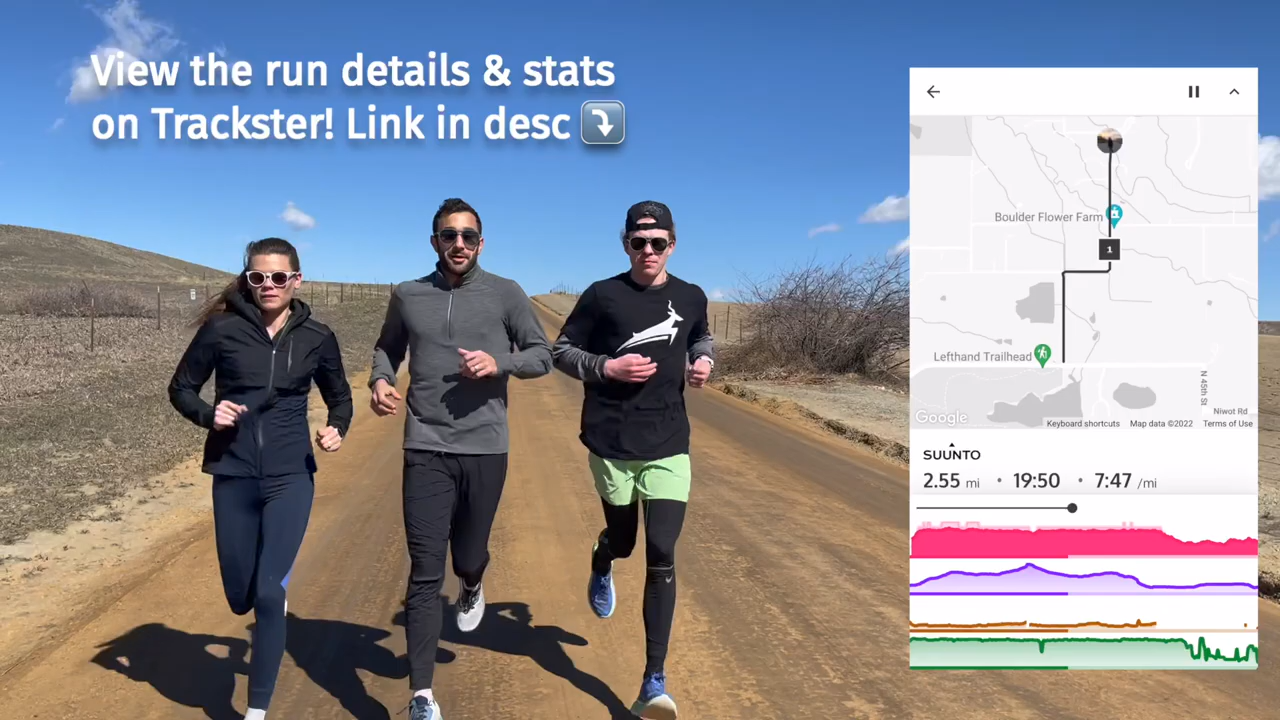 View the run details & stats
on Trackster! Link in desc ⤵️
Boulder Flower Farm
1
Lefthand Trailhead
N 45th St
Niwot Rd
Google
Keyboard shortcuts
Map data ©2022
Terms of Use
SUUNTO
2.55 mi • 19:50 • 7:47 /mi